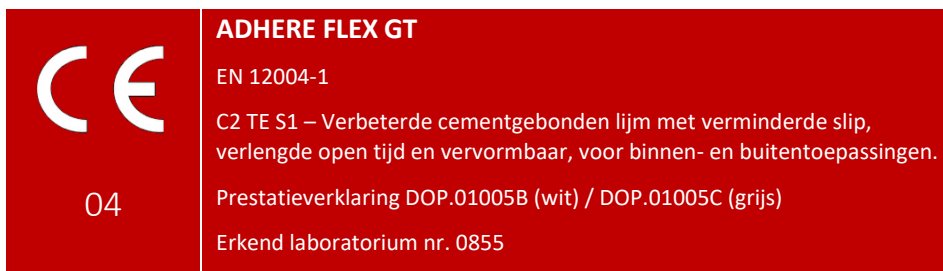 CE
04
ADHERE FLEX GT
EN 12004-1
C2 TE S1 – Verbeterde cementgebonden lijm met verminderde slip,
verlengde open tijd en vervormbaar, voor binnen- en buitentoepassingen.
Prestatieverklaring DOP.01005B (wit) / DOP.01005C (grijs)
Erkend laboratorium nr. 0855